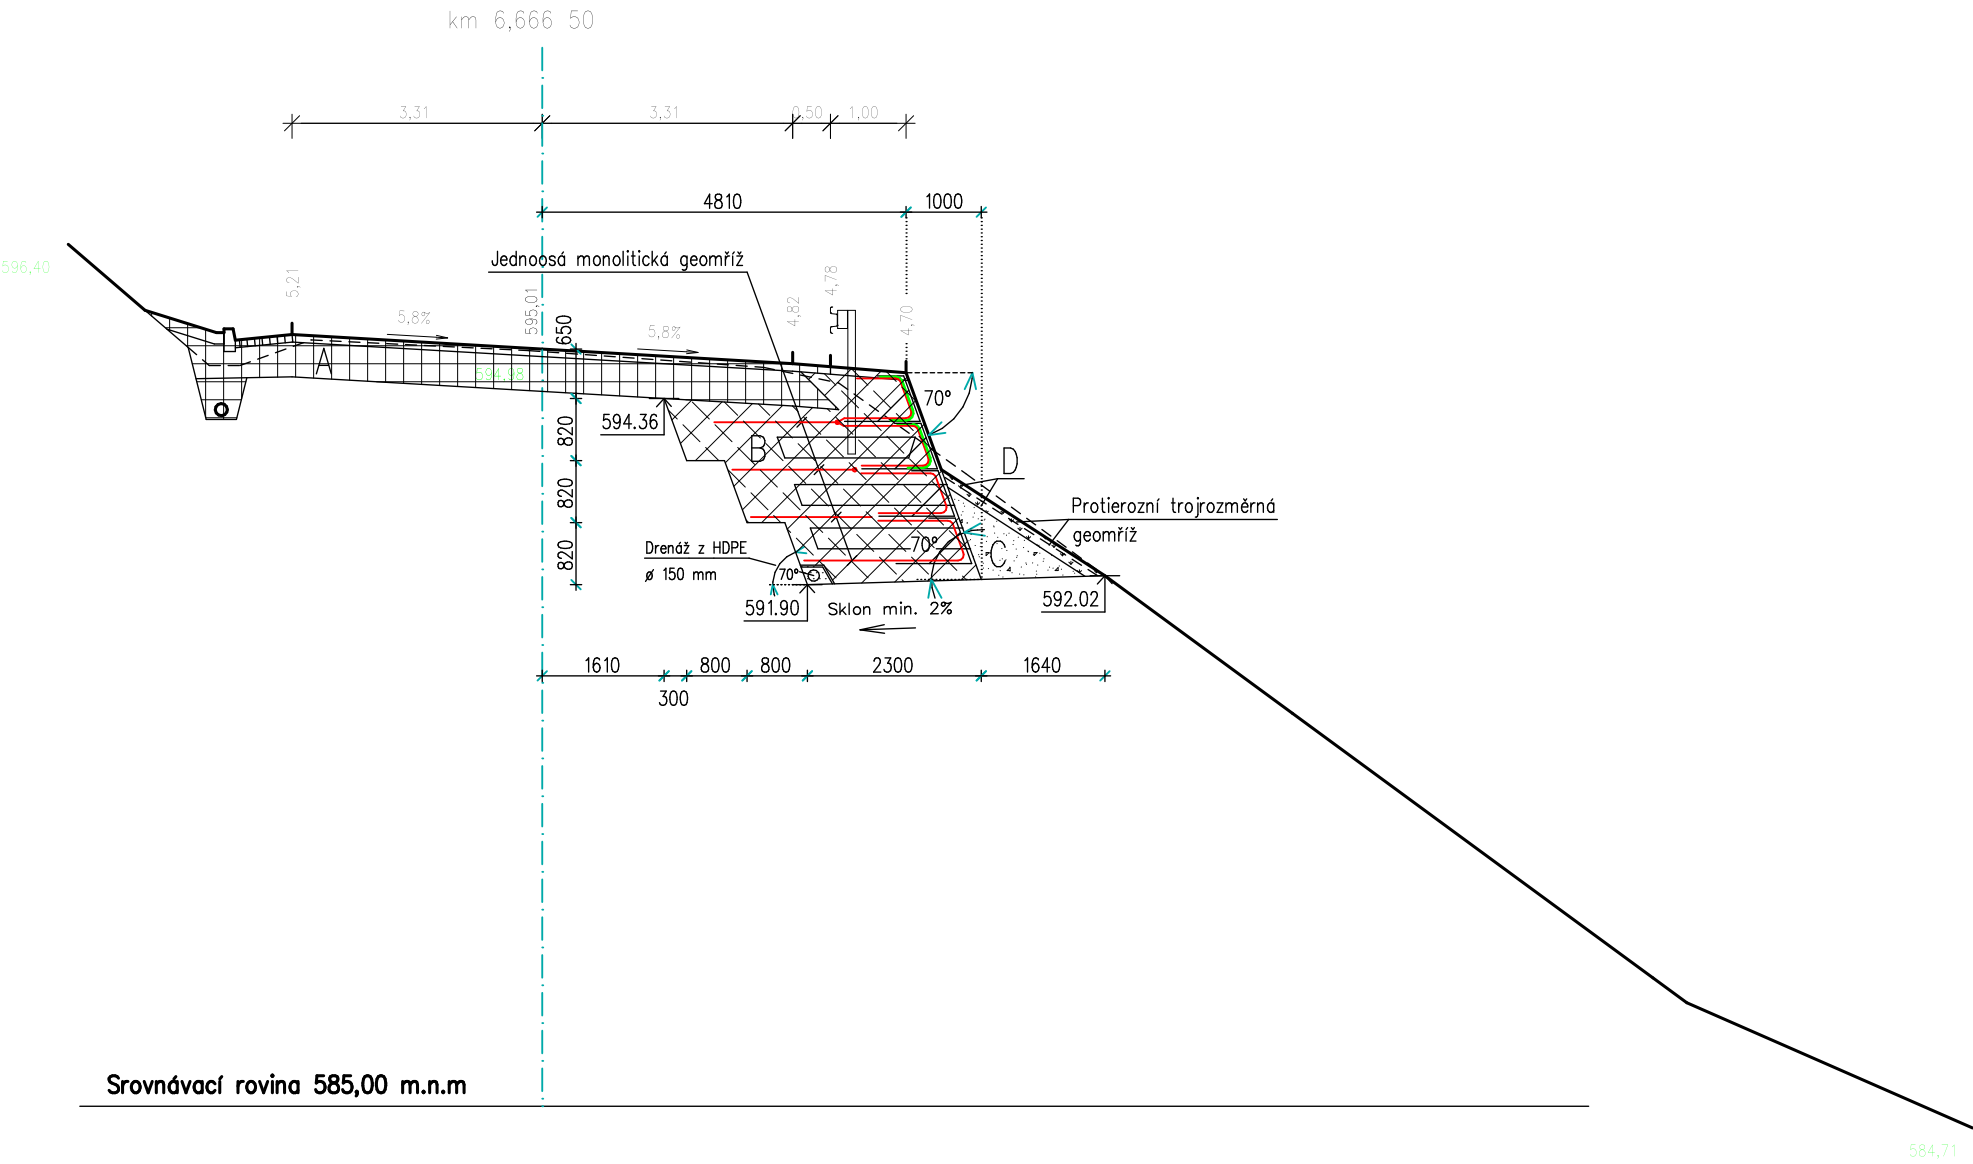 km 6,666 50
3,31
3,31
0,50
1,00
4810
1000
Jednoosá monolitická geomříž
596,40
5,21
595,01
4,82
4,78
4,70
5,8%
650
5,8%
A
594,98
70°
594.36
820
B
D
820
Protierozní trojrozměrná
geomříž
Drenáž z HDPE
ø 150 mm
820
70°
70°
C
591.90
Sklon min. 2%
592.02
1610
800
800
2300
1640
300
Srovnávací rovina 585,00 m.n.m
584,71